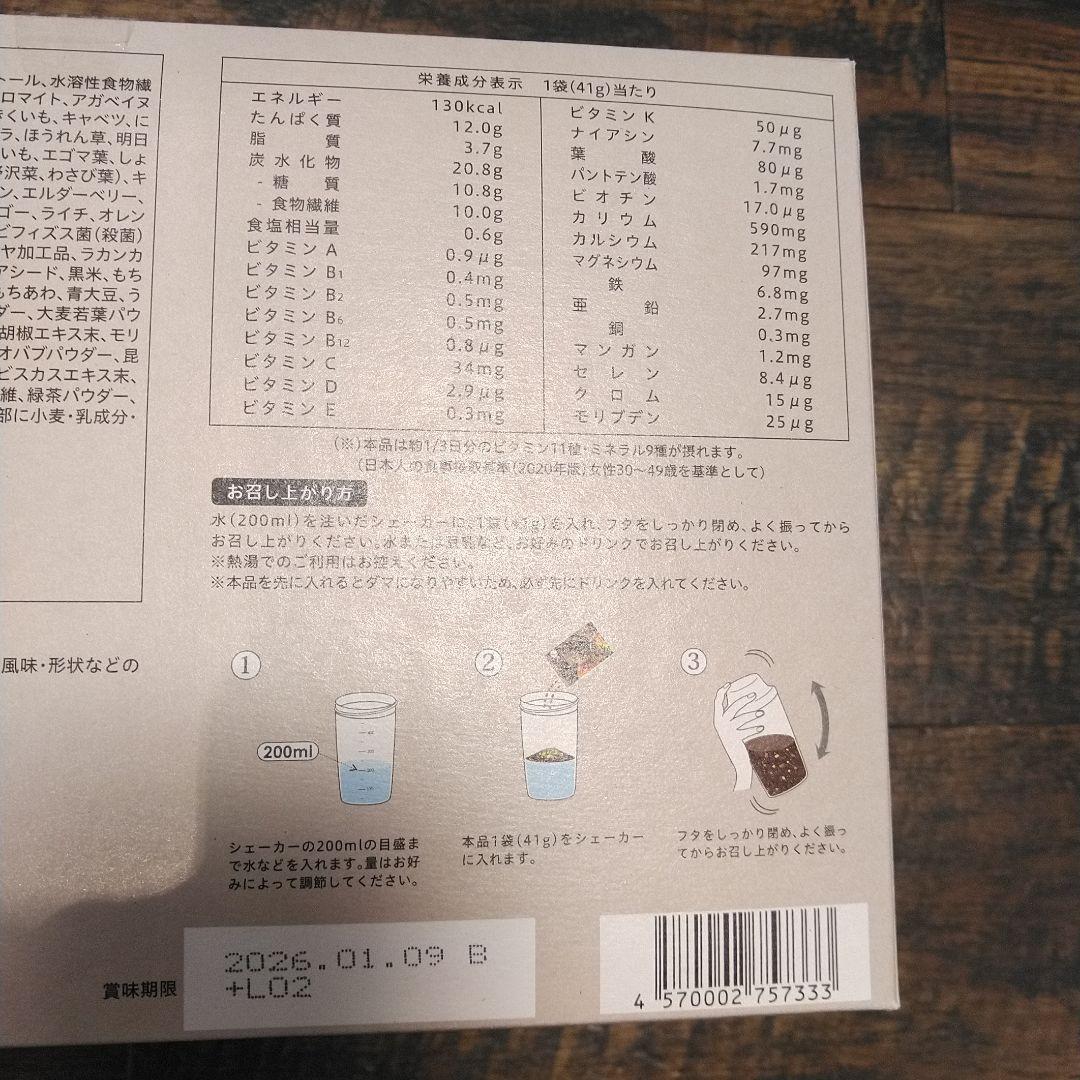 トール、水溶性食物繊
ロマイト、アガベイヌ
きくいも、キャベツ、に
ラ、ほうれん草、明日
いも、エゴマ葉、しょ
野沢菜、わさび葉)、キ
ン、エルダーベリー、
ゴー、ライチ、オレン
ビフィズス菌(殺菌)
ヤ加工品、ラカンカ
アシード、黒米、もち
もちあわ、青大豆、う
ダー、大麦若葉パウ
胡椒エキス末、モリ
オバブパウダー、昆
ビスカスエキス末、
維、緑茶パウダー、
部に小麦・乳成分・
風味・形状などの
栄養成分表示 1袋(41g)当たり
エネルギー 130kcal
たんぱく質 12.0g
脂質 3.7g
炭水化物 20.8g
- 糖質 10.8g
- 食物繊維 10.0g
食塩相当量 0.6g
ビタミン A 0.9μg
ビタミン B1 0.4mg
ビタミン B2 0.5mg
ビタミン B6 0.5mg
ビタミン B12 0.8μg
ビタミン C 34mg
ビタミン D 2.9μg
ビタミン E 0.3mg
ビタミン K 50μg
ナイアシン 7.7mg
葉酸 80μg
パントテン酸 1.7mg
ビオチン 17.0μg
カリウム 590mg
カルシウム 217mg
マグネシウム 97mg
鉄 6.8mg
亜鉛 2.7mg
銅 0.3mg
マンガン 1.2mg
セレン 8.4μg
クロム 15μg
モリブデン 25μg
(※)本品は約1/3日分のビタミン11種・ミネラル9種が摂れます。
(日本人の食事摂取基準(2020年版)女性30〜49歳を基準として)
お召し上がり方
水(200ml)を注いだシェーカーに、1袋(41g)を入れ、フタをしっかり閉め、よく振ってから
お召し上がりください。水または豆乳など、お好みのドリンクでお召し上がりください。
※熱湯でのご利用はお控えください。
※本品を先に入れるとダマになりやすいため、必ず先にドリンクを入れてください。
1
2
3
200ml
シェーカーの200mlの目盛ま
で水などを入れます。量はお好
みによって調節してください。
本品1袋(41g)をシェーカー
に入れます。
フタをしっかり閉め、よく振っ
てからお召し上がりください。
賞味期限
2026.01.09 B
+L02
4 570002 757333